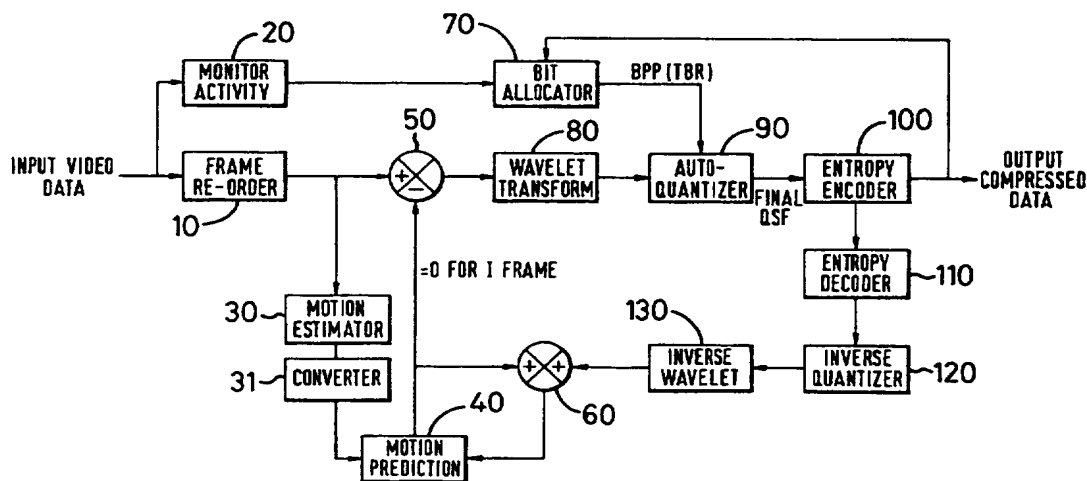 20
MONITOR
ACTIVITY
70
BIT
ALLOCATOR
BPP (TBR)
INPUT VIDEO
DATA
FRAME
RE-ORDER
10
50
+
−
80
WAVELET
TRANSFORM
90
AUTO-
QUANTIZER
FINAL
QSF
100
ENTROPY
ENCODER
OUTPUT
COMPRESSED
DATA
=0 FOR I FRAME
ENTROPY
DECODER
110
30
MOTION
ESTIMATOR
31
CONVERTER
40
MOTION
PREDICTION
+ +
60
130
INVERSE
WAVELET
INVERSE
QUANTIZER
120